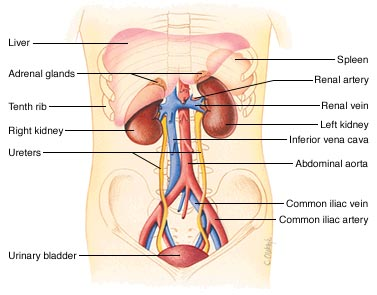 Liver
Adrenal glands
Tenth rib
Right kidney
Ureters
Urinary bladder
Spleen
Renal artery
Renal vein
Left kidney
Inferior vena cava
Abdominal aorta
Common iliac vein
Common iliac artery